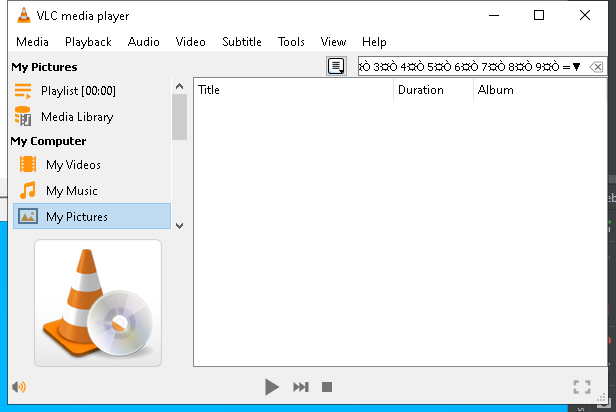 VLC media player
Media Playback Audio Video Subtitle Tools View Help
My Pictures
3¤Ò 4¤Ò 5¤Ò 6¤Ò 7¤Ò 8¤Ò 9¤Ò =▼
Playlist [00:00]
Media Library
My Computer
My Videos
My Music
My Pictures
Title Duration Album